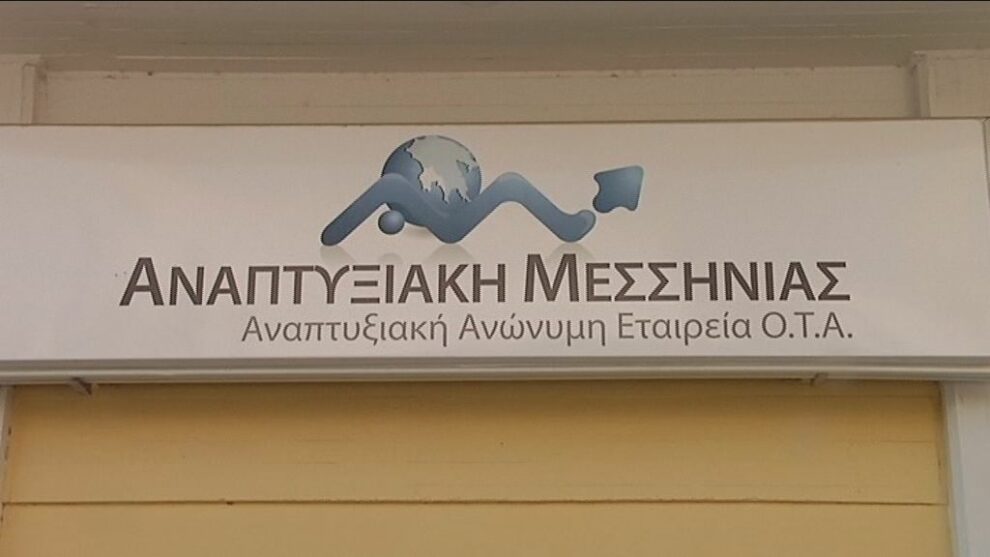 ΑΝΑΠΤΥΞΙΑΚΗ ΜΕΣΣΗΝΙΑΣ
Αναπτυξιακή Ανώνυμη Εταιρεία Ο.Τ.Α.